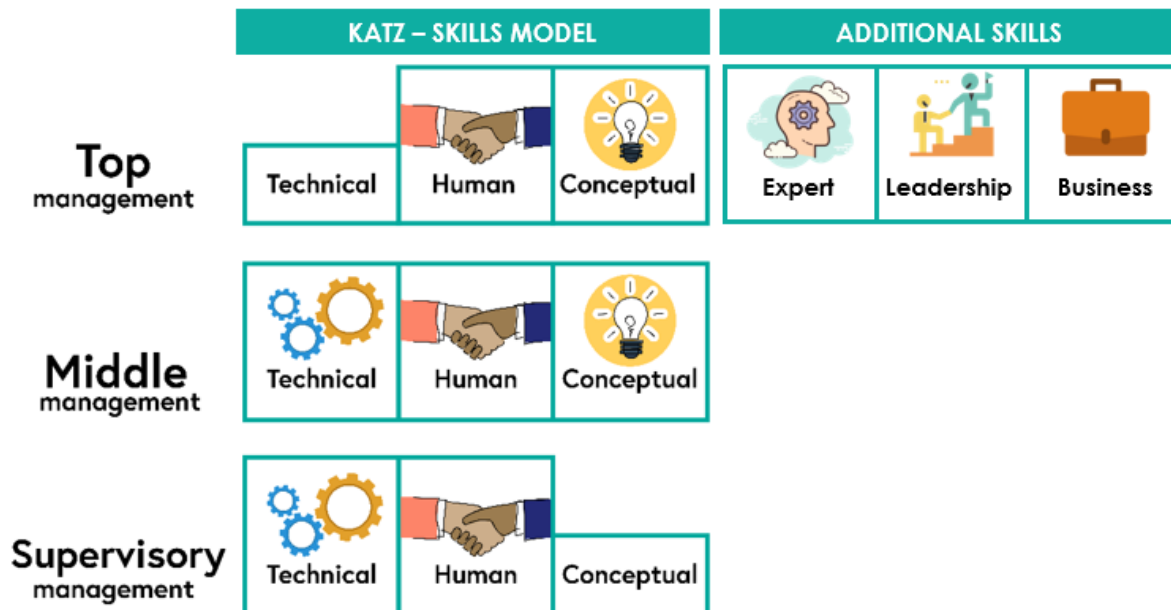 KATZ – SKILLS MODEL
ADDITIONAL SKILLS
Top
management
Technical
Human
Conceptual
Expert
Leadership
Business
Middle
management
Technical
Human
Conceptual
Supervisory
management
Technical
Human
Conceptual